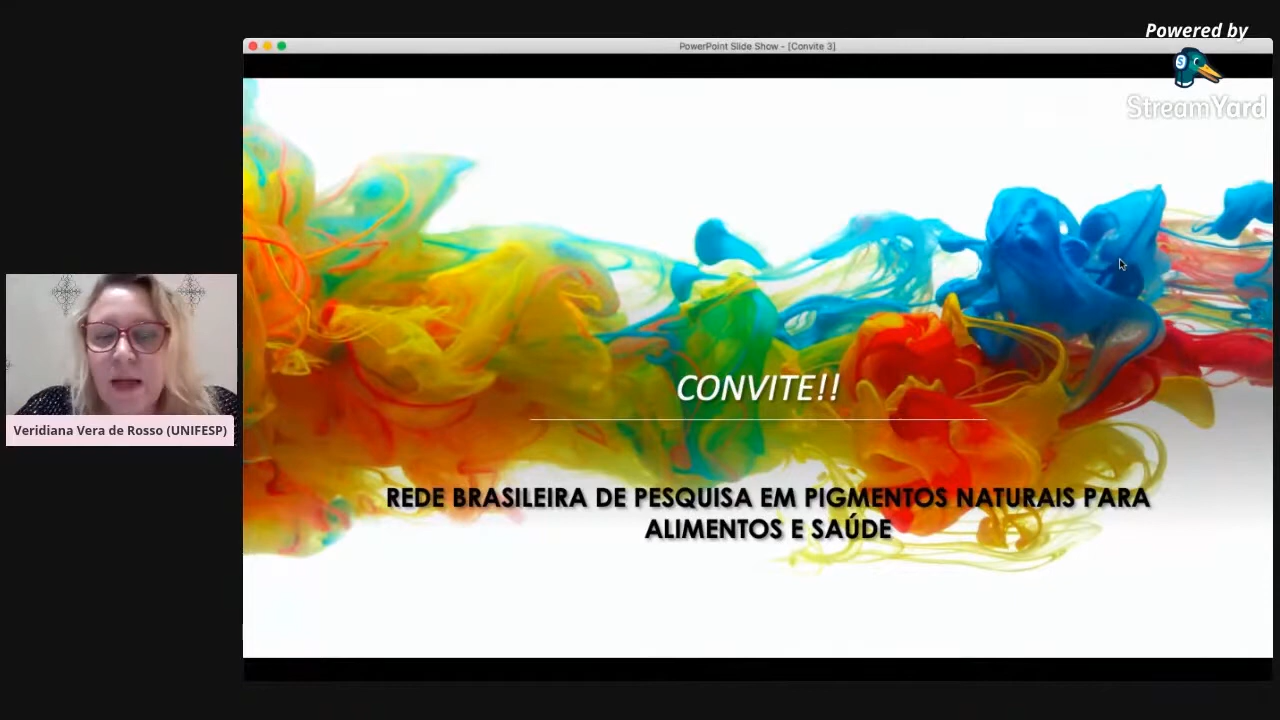 Powered by
StreamYard
PowerPoint Slide Show - [Convite 3]
CONVITE!!
REDE BRASILEIRA DE PESQUISA EM PIGMENTOS NATURAIS PARA
ALIMENTOS E SAÚDE
Veridiana Vera de Rosso (UNIFESP)